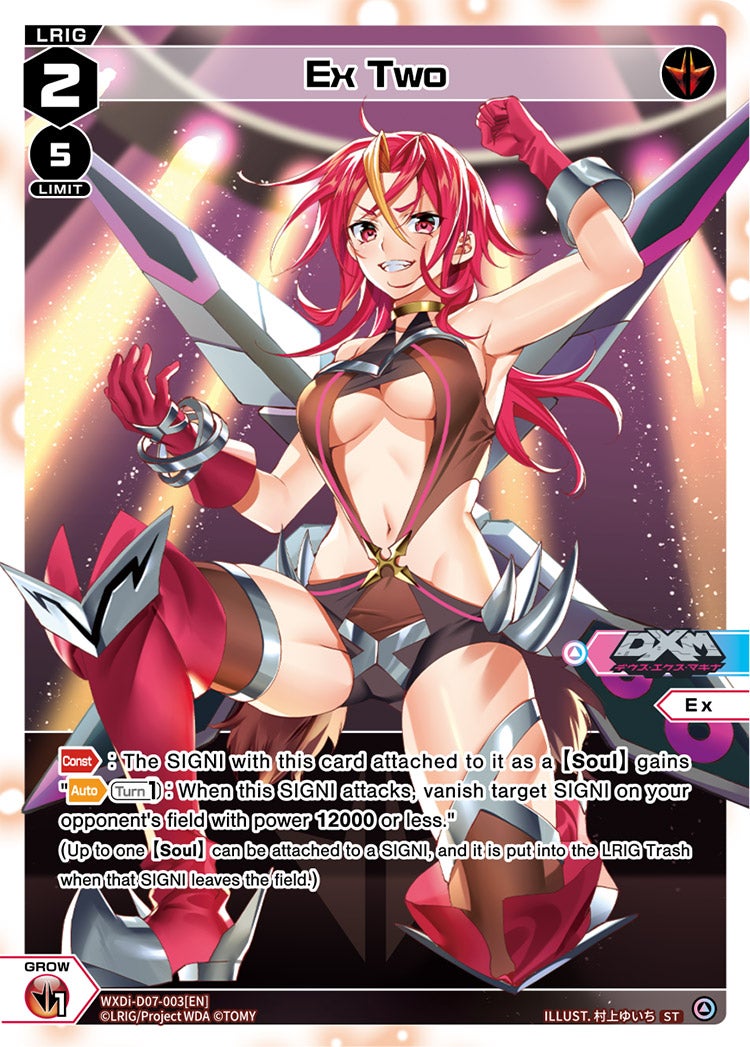 LRIG
2
Ex Two
5
LIMIT
DXM
デウス・エクス・マキナ
Ex
Const : The SIGNI with this card attached to it as a 【Soul】 gains
"Auto Turn 1 : When this SIGNI attacks, vanish target SIGNI on your
opponent's field with power 12000 or less."
(Up to one 【Soul】 can be attached to a SIGNI, and it is put into the LRIG Trash
when that SIGNI leaves the field.)
GROW
1
WXDi-D07-003[EN]
©LRIG/Project WDA ©TOMY
ILLUST. 村上ゆいち ST